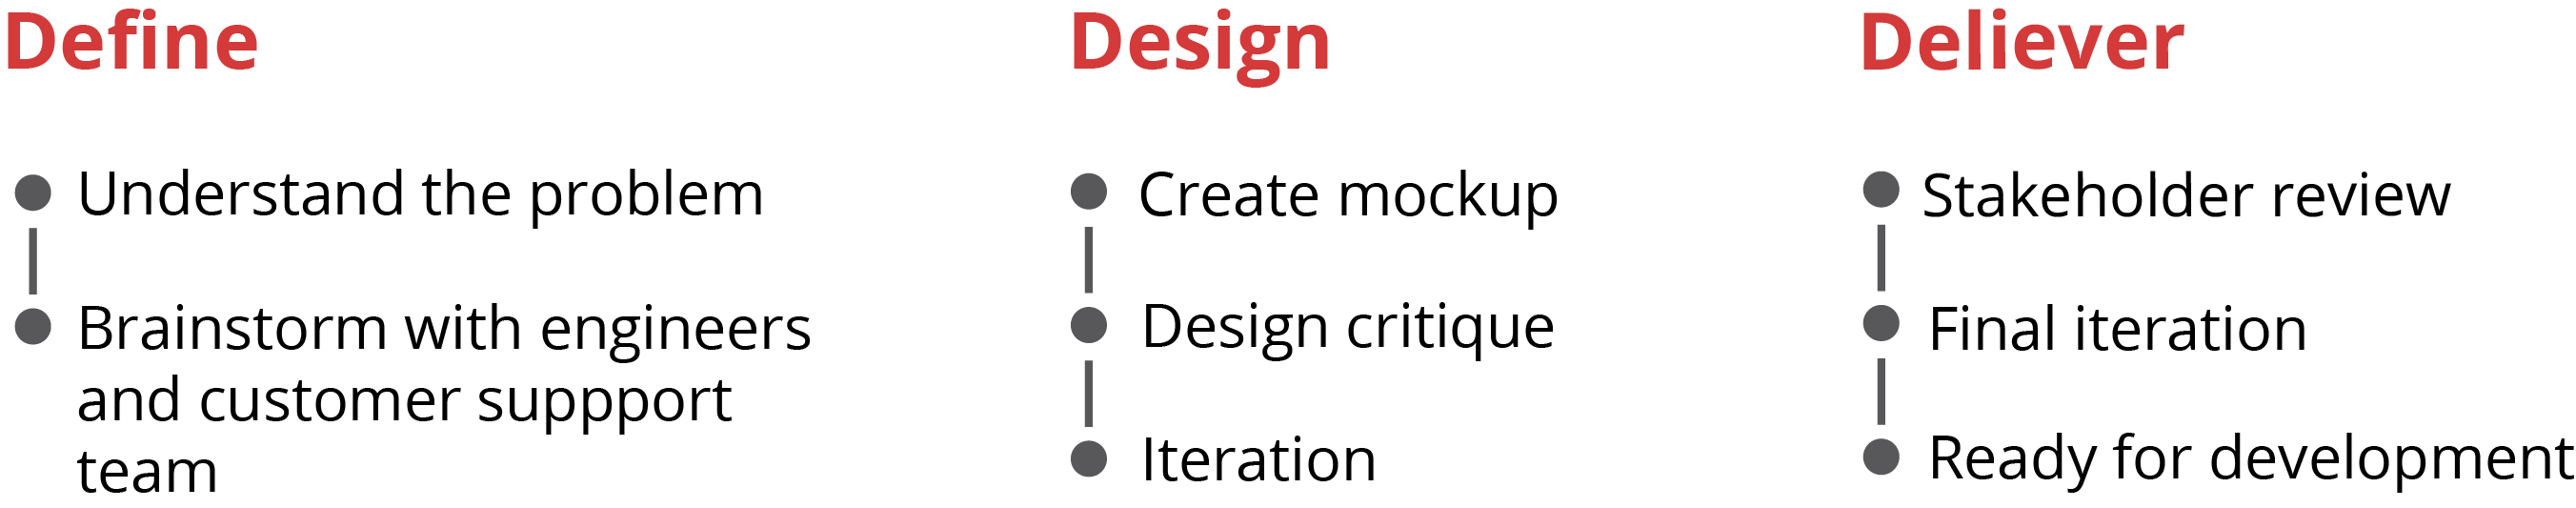 Define
Understand the problem
Brainstorm with engineers
and customer suppport
team
Design
Create mockup
Design critique
Iteration
Deliever
Stakeholder review
Final iteration
Ready for development